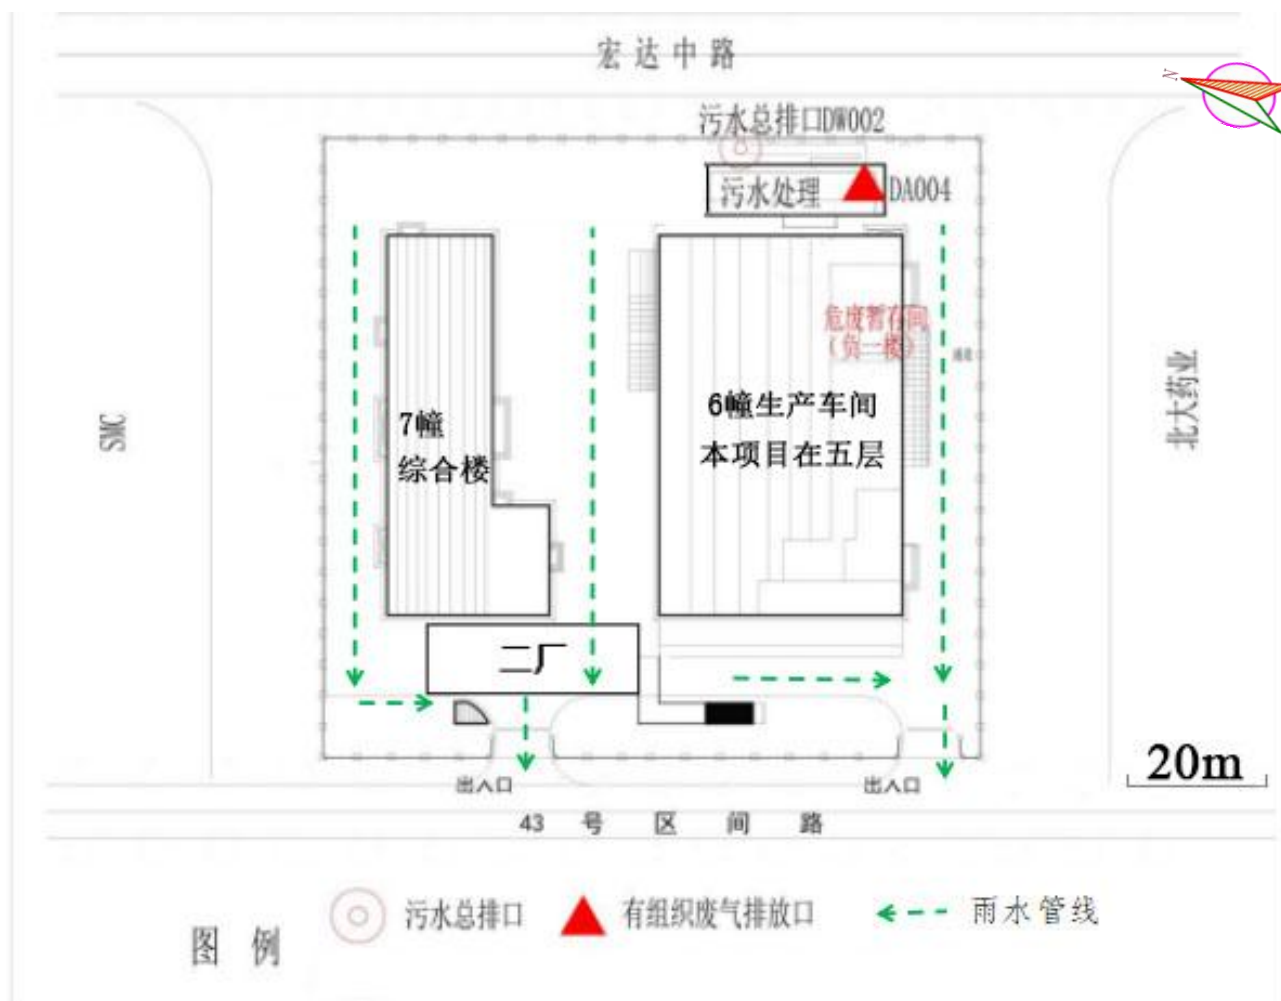 宏达中路
N
污水总排口DW002
污水处理
DA004
危废暂存间
（负一楼）
6幢生产车间
本项目在五层
7幢
综合楼
SMC
北大药业
二厂
20m
出入口
出入口
43号区间路
图例
污水总排口
有组织废气排放口
雨水管线